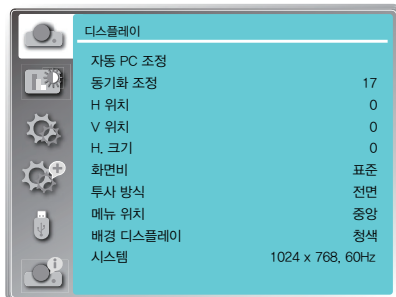 디스플레이
자동 PC 조정
동기화 조정 17
H 위치 0
V 위치 0
H. 크기 0
화면비 표준
투사 방식 전면
메뉴 위치 중앙
배경 디스플레이 청색
시스템 1024 x 768, 60Hz